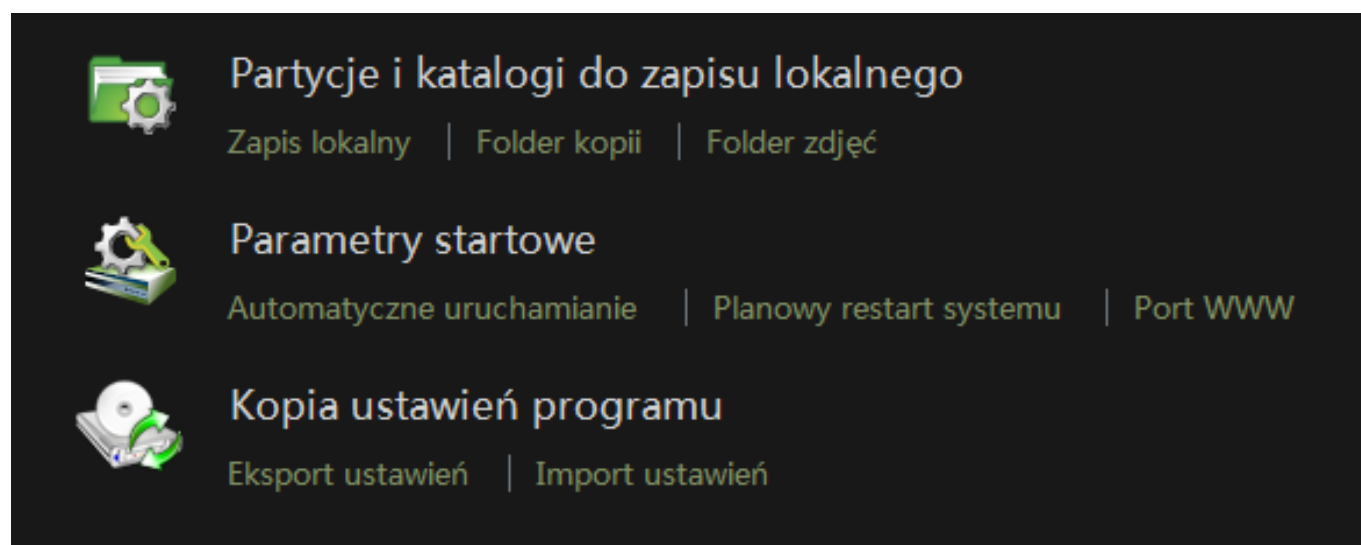 Partycje i katalogi do zapisu lokalnego
Zapis lokalny | Folder kopii | Folder zdjęć
Parametry startowe
Automatyczne uruchamianie | Planowy restart systemu | Port WWW
Kopia ustawień programu
Eksport ustawień | Import ustawień